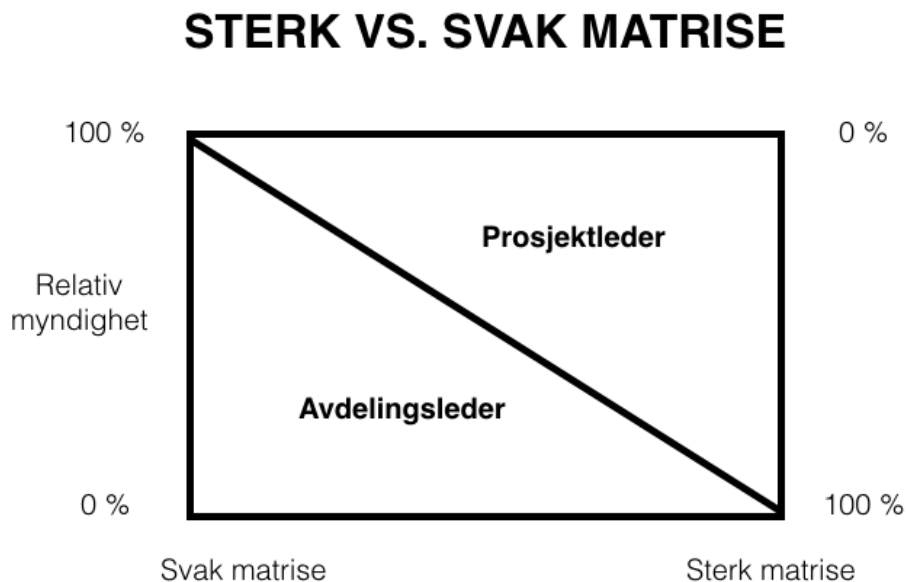 STERK VS. SVAK MATRISE
100 %
0 %
Prosjektleder
Relativ
myndighet
Avdelingsleder
0 %
100 %
Svak matrise
Sterk matrise